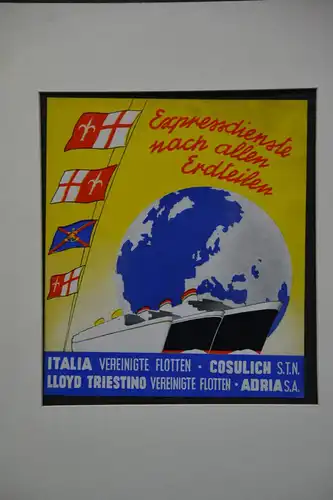 Expressdienste
nach allen
Erdteilen
ITALIA VEREINIGTE FLOTTEN · COSULICH S.T.N.
LLOYD TRIESTINO VEREINIGTE FLOTTEN · ADRIA S.A.